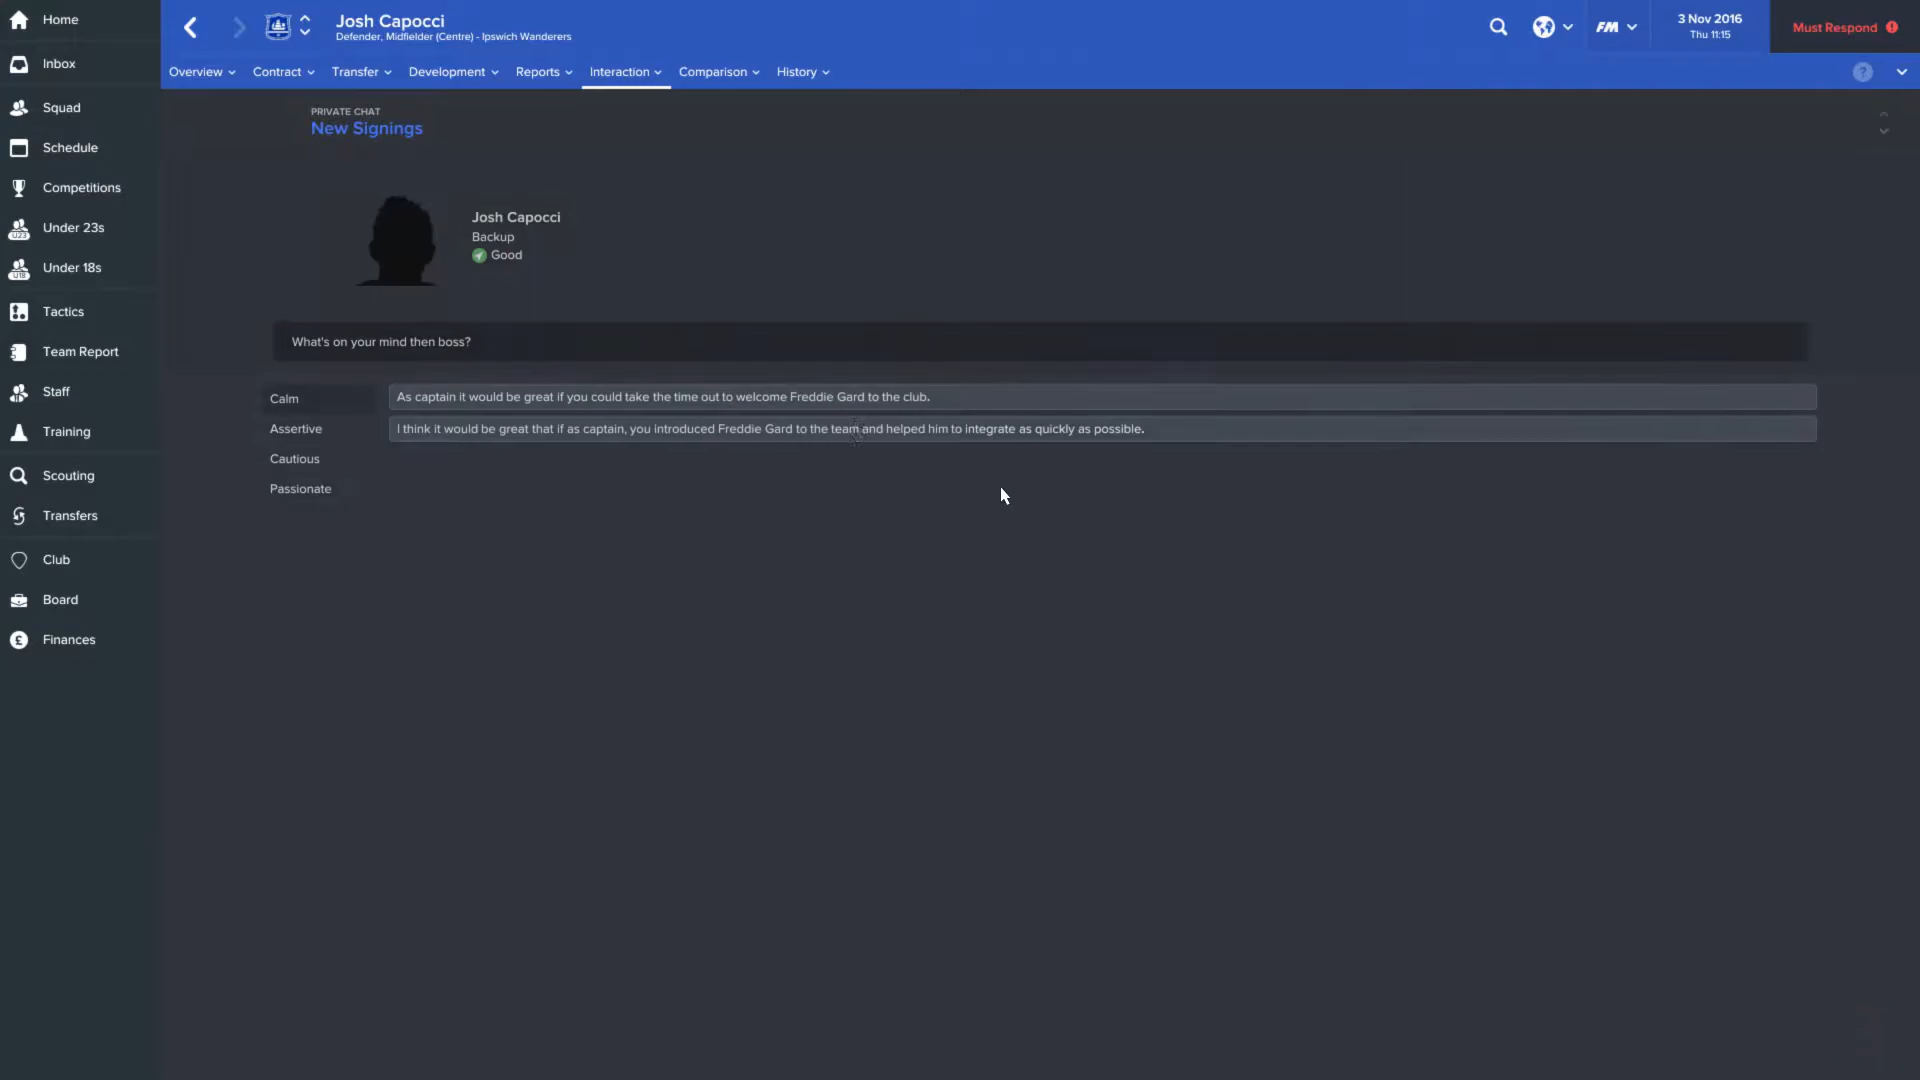 Home
Inbox
Squad
Schedule
Competitions
Under 23s
Under 18s
Tactics
Team Report
Staff
Training
Scouting
Transfers
Club
Board
Finances
Josh Capocci
Defender, Midfielder (Centre) - Ipswich Wanderers
FM
3 Nov 2016
Thu 11:15
Must Respond
Overview Contract Transfer Development Reports Interaction Comparison History
PRIVATE CHAT
New Signings
Josh Capocci
Backup
Good
What's on your mind then boss?
Calm
Assertive
Cautious
Passionate
As captain it would be great if you could take the time out to welcome Freddie Gard to the club.
I think it would be great that if as captain, you introduced Freddie Gard to the team and helped him to integrate as quickly as possible.